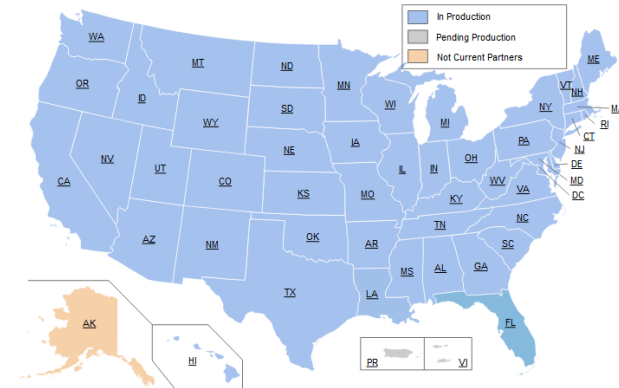 In Production
Pending Production
Not Current Partners
WA
MT
ND
MN
ME
VT
NH
OR
ID
SD
WI
NY
MA
RI
WY
MI
CT
IA
PA
NJ
NE
NV
UT
IL
IN
OH
DE
MD
CA
CO
WV
VA
DC
KS
MO
KY
NC
TN
AZ
NM
OK
AR
SC
MS
AL
GA
TX
LA
AK
FL
HI
PR
VI